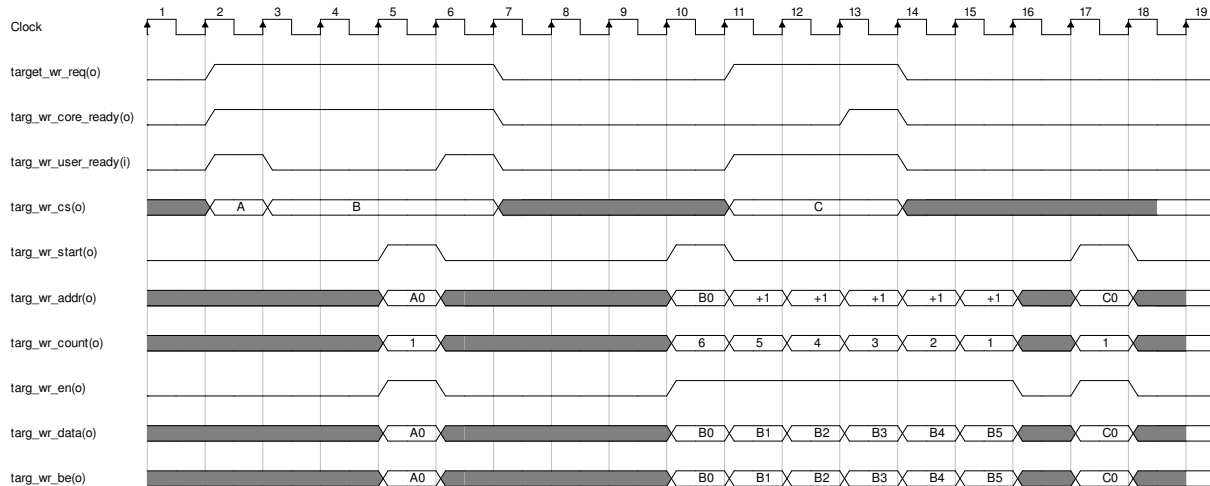 1 2 3 4 5 6 7 8 9 10 11 12 13 14 15 16 17 18 19
Clock
target_wr_req(o)
targ_wr_core_ready(o)
targ_wr_user_ready(i)
targ_wr_cs(o) A B C
targ_wr_start(o)
targ_wr_addr(o) A0 B0 +1 +1 +1 +1 +1 C0
targ_wr_count(o) 1 6 5 4 3 2 1 1
targ_wr_en(o)
targ_wr_data(o) A0 B0 B1 B2 B3 B4 B5 C0
targ_wr_be(o) A0 B0 B1 B2 B3 B4 B5 C0